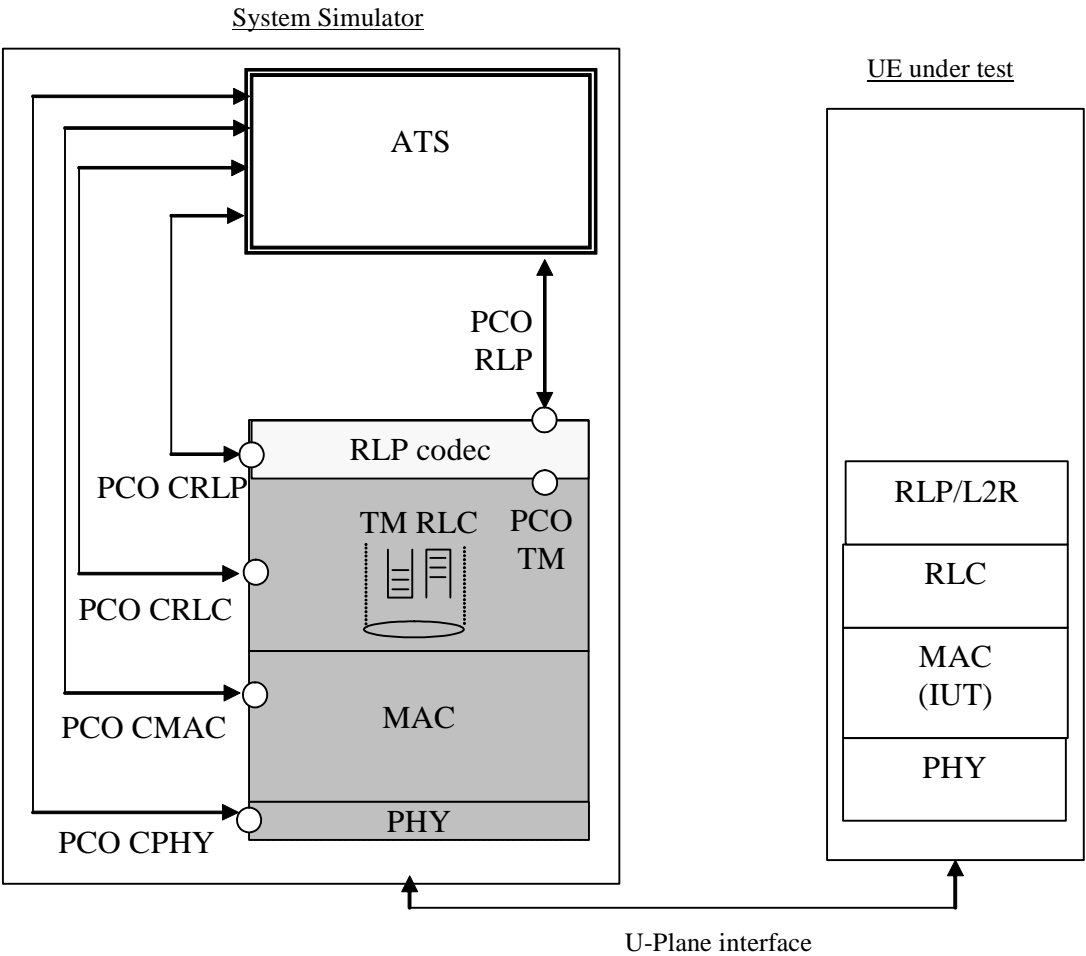 System Simulator
UE under test
ATS
PCO
RLP
RLP codec
PCO CRLP
TM RLC
PCO
TM
PCO CRLC
MAC
PCO CMAC
PHY
PCO CPHY
RLP/L2R
RLC
MAC
(IUT)
PHY
U-Plane interface